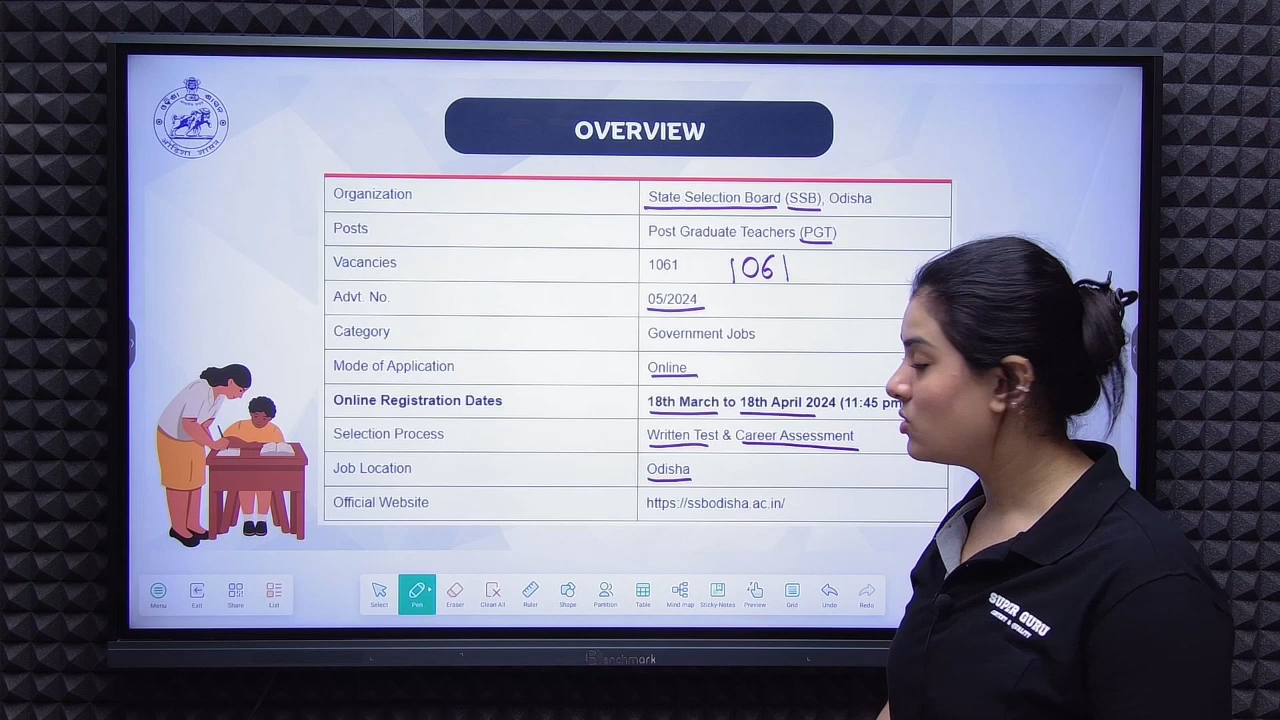 OVERVIEW
Organization State Selection Board (SSB), Odisha
Posts Post Graduate Teachers (PGT)
Vacancies 1061 1061
Advt. No. 05/2024
Category Government Jobs
Mode of Application Online
Online Registration Dates 18th March to 18th April 2024 (11:45 pm
Selection Process Written Test & Career Assessment
Job Location Odisha
Official Website https://ssbodisha.ac.in/
Menu Exit Share List Select Pen Eraser Clean All Ruler Shape Partition Table Mind map Sticky-Notes Preview Grid Undo Redo
SUPER GURU
& QUALITY
Benchmark